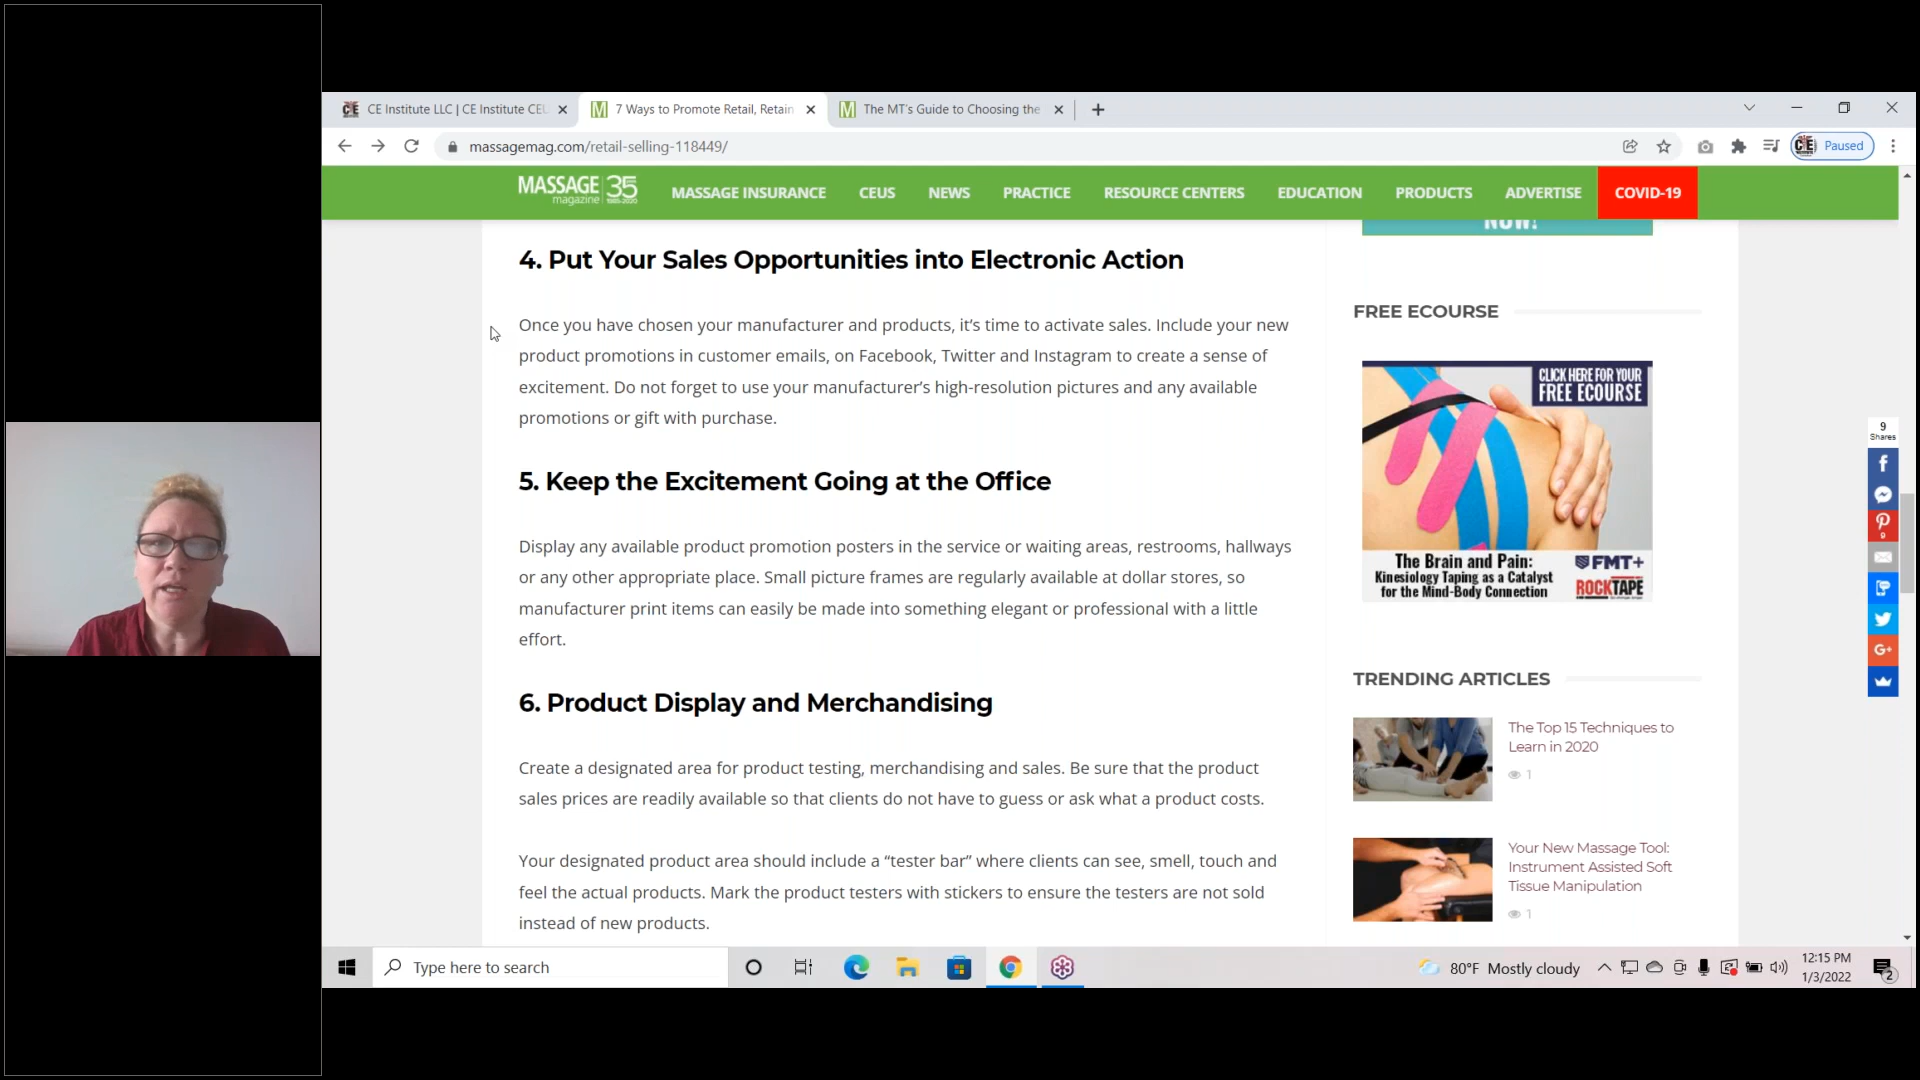 CE Institute LLC | CE Institute CEU
7 Ways to Promote Retail, Retain
The MT's Guide to Choosing the
massagemag.com/retail-selling-118449/
Paused
MASSAGE magazine 35
MASSAGE INSURANCE
CEUS
NEWS
PRACTICE
RESOURCE CENTERS
EDUCATION
PRODUCTS
ADVERTISE
COVID-19
4. Put Your Sales Opportunities into Electronic Action
Once you have chosen your manufacturer and products, it’s time to activate sales. Include your new
product promotions in customer emails, on Facebook, Twitter and Instagram to create a sense of
excitement. Do not forget to use your manufacturer’s high-resolution pictures and any available
promotions or gift with purchase.
5. Keep the Excitement Going at the Office
Display any available product promotion posters in the service or waiting areas, restrooms, hallways
or any other appropriate place. Small picture frames are regularly available at dollar stores, so
manufacturer print items can easily be made into something elegant or professional with a little
effort.
6. Product Display and Merchandising
Create a designated area for product testing, merchandising and sales. Be sure that the product
sales prices are readily available so that clients do not have to guess or ask what a product costs.
Your designated product area should include a “tester bar” where clients can see, smell, touch and
feel the actual products. Mark the product testers with stickers to ensure the testers are not sold
instead of new products.
NOW!
FREE ECOURSE
CLICK HERE FOR YOUR
FREE ECOURSE
The Brain and Pain:
Kinesiology Taping as a Catalyst
for the Mind-Body Connection
FMT+
ROCKTAPE
TRENDING ARTICLES
The Top 15 Techniques to
Learn in 2020
1
Your New Massage Tool:
Instrument Assisted Soft
Tissue Manipulation
1
9
Shares
9
Type here to search
80°F Mostly cloudy
12:15 PM
1/3/2022
2